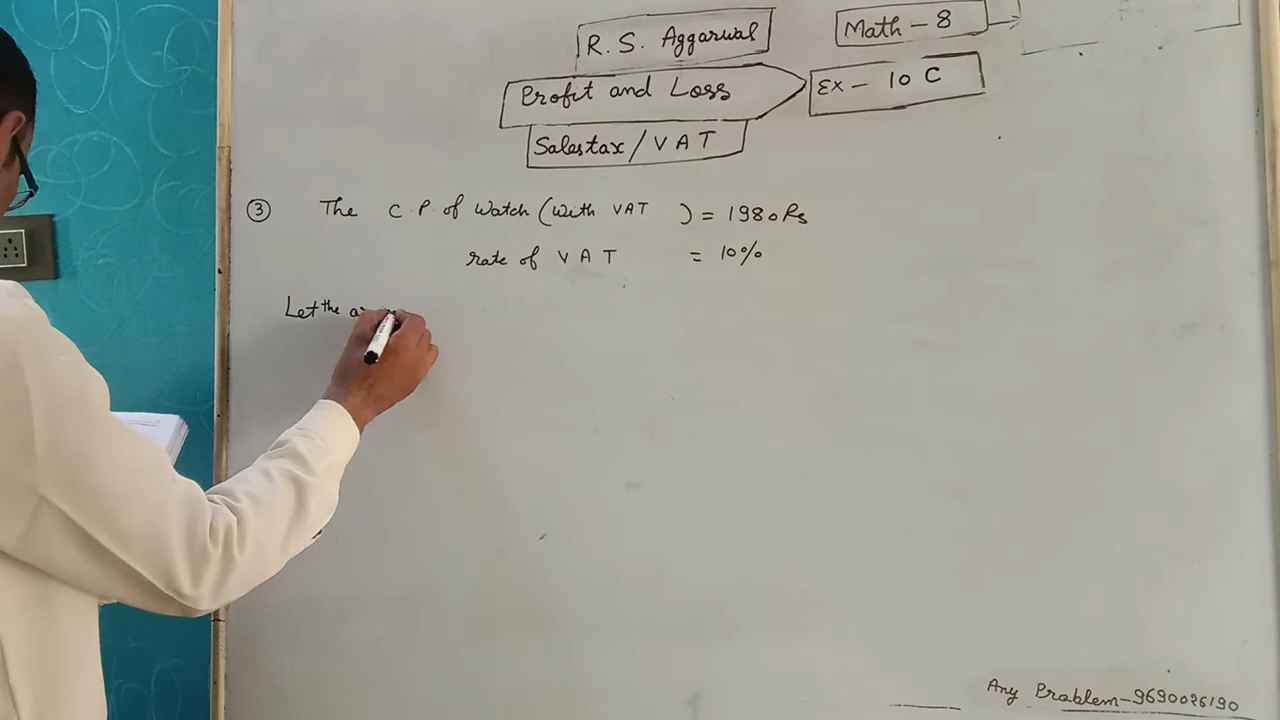 R. S. Aggarwal
Math - 8
Profit and Loss
Ex - 10 C
Salestax / V A T
③ The C.P. of Watch (With VAT ) = 1980 Rs
rate of V A T = 10%
Let the
Any Problem-9690026190